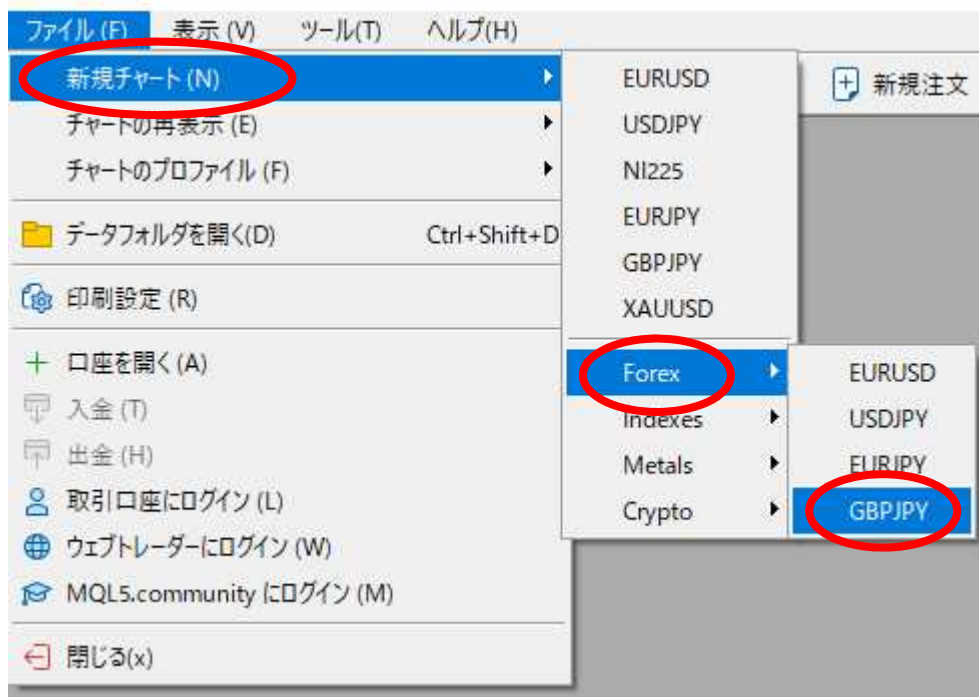 ファイル (F) 表示 (V) ツール(T) ヘルプ(H)
新規チャート (N)
チャートの再表示 (E)
チャートのプロファイル (F)
データフォルダを開く(D) Ctrl+Shift+D
印刷設定 (R)
口座を開く (A)
入金 (T)
出金 (H)
取引口座にログイン (L)
ウェブトレーダーにログイン (W)
MQL5.community にログイン (M)
閉じる(x)
EURUSD
USDJPY
NI225
EURJPY
GBPJPY
XAUUSD
Forex
Indexes
Metals
Crypto
EURUSD
USDJPY
EURJPY
GBPJPY
新規注文